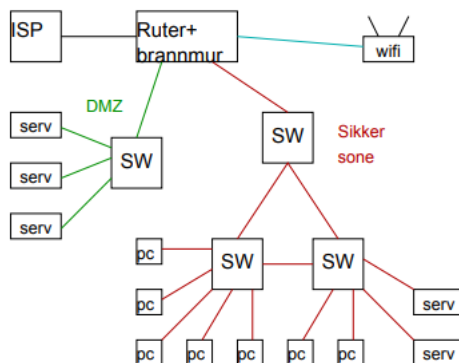 ISP
Ruter+
brannmur
wifi
DMZ
serv
SW
SW
Sikker
sone
serv
serv
pc
SW
SW
pc
serv
pc
pc
pc
pc
pc
serv